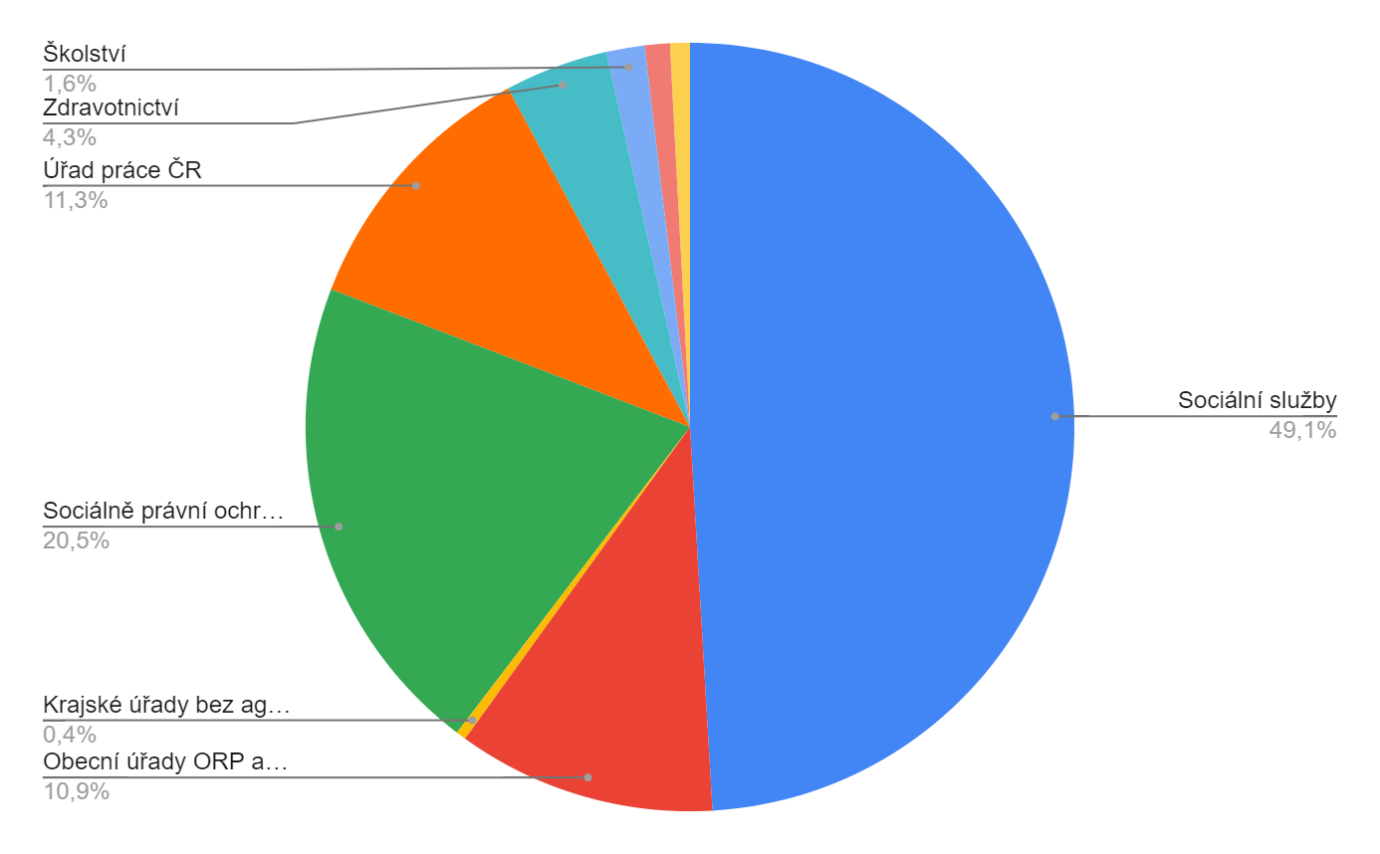 Školství
1,6%
Zdravotnictví
4,3%
Úřad práce ČR
11,3%
Sociální služby
49,1%
Sociálně právní ochr…
20,5%
Krajské úřady bez ag…
0,4%
Obecní úřady ORP a…
10,9%